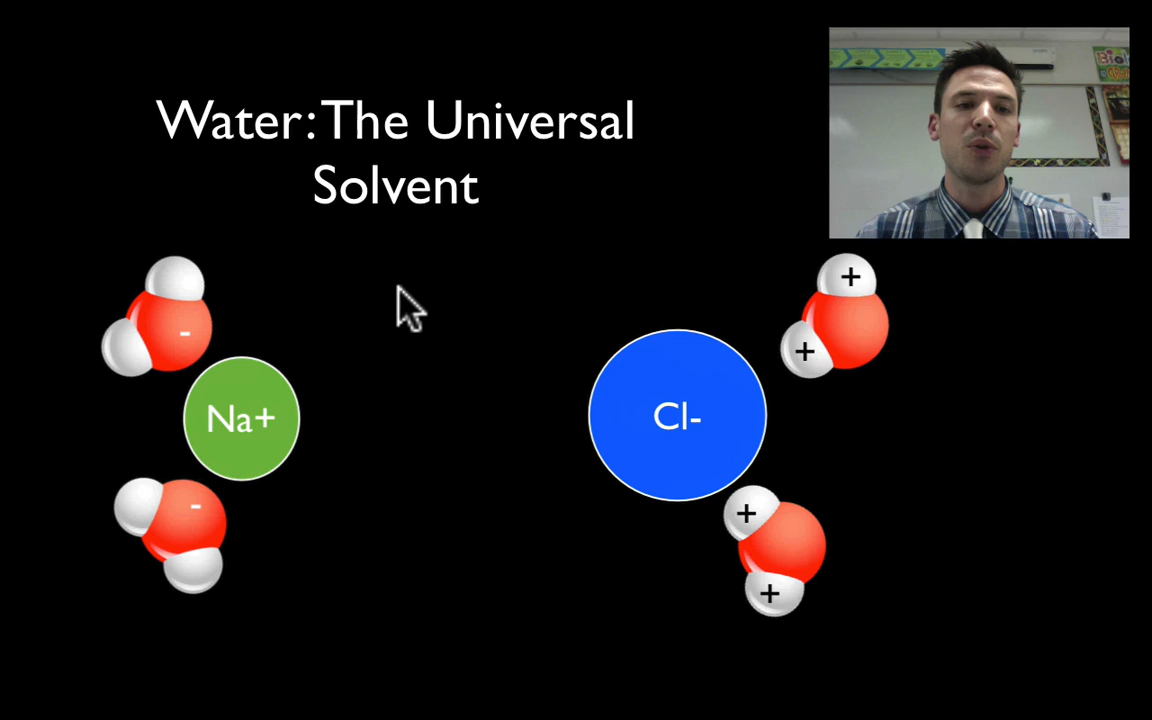 Water: The Universal
Solvent
+
-
+
Na+
Cl-
-
+
+